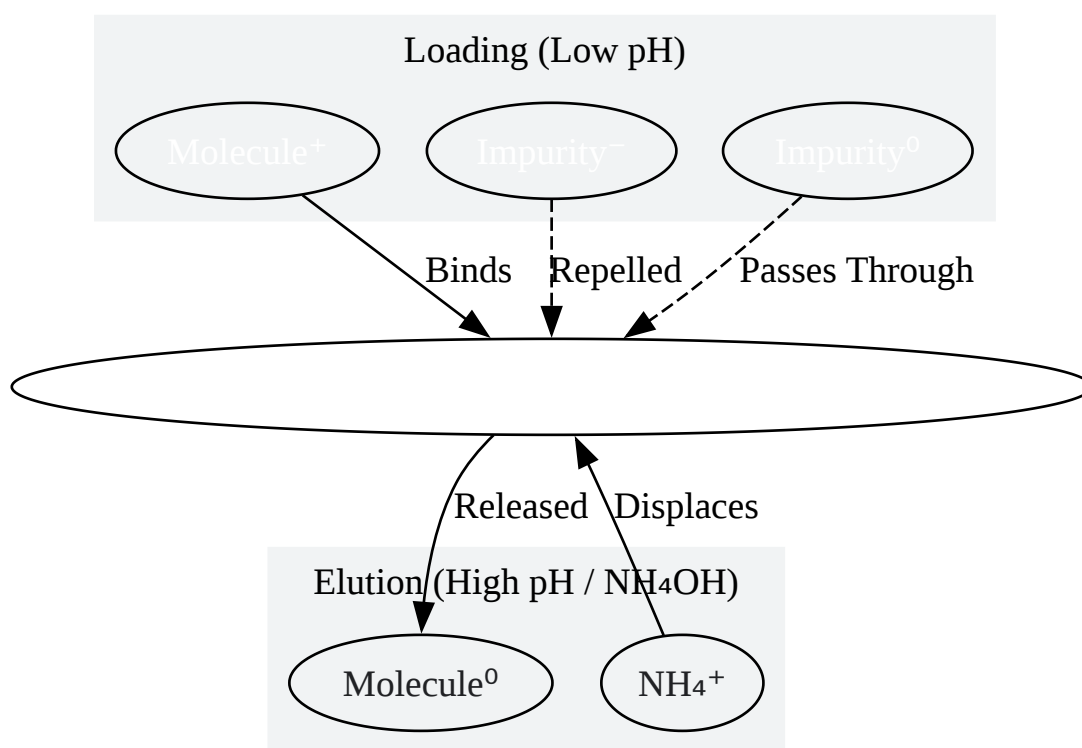 Loading (Low pH)
Molecule⁺ Impurity⁻ Impurity⁰
Binds Repelled Passes Through
Released Displaces
Elution (High pH / NH₄OH)
Molecule⁰ NH₄⁺